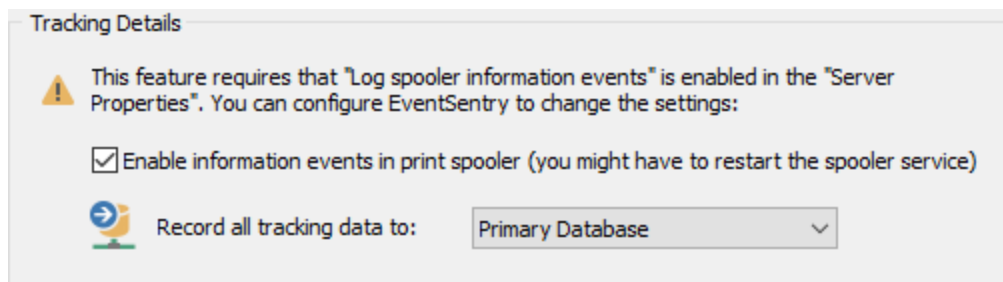 Tracking Details
This feature requires that "Log spooler information events" is enabled in the "Server
Properties". You can configure EventSentry to change the settings:
Enable information events in print spooler (you might have to restart the spooler service)
Record all tracking data to: Primary Database